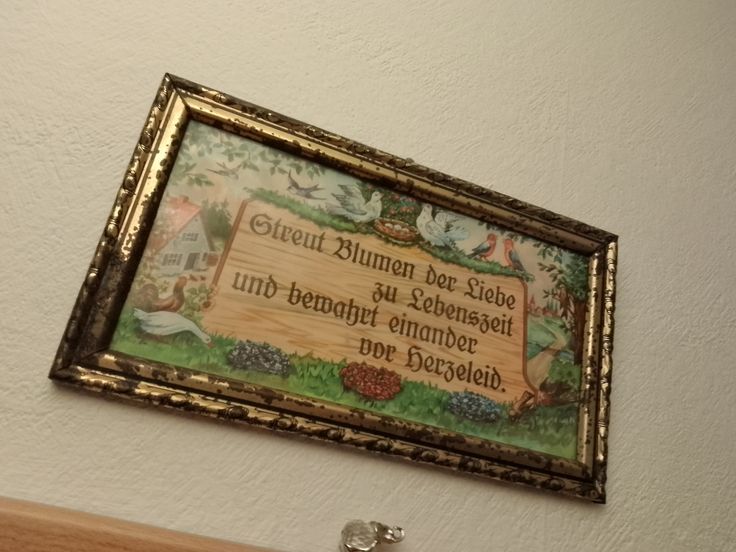 Streut Blumen der Liebe
zu Lebenszeit
und bewahrt einander
vor Herzeleid.